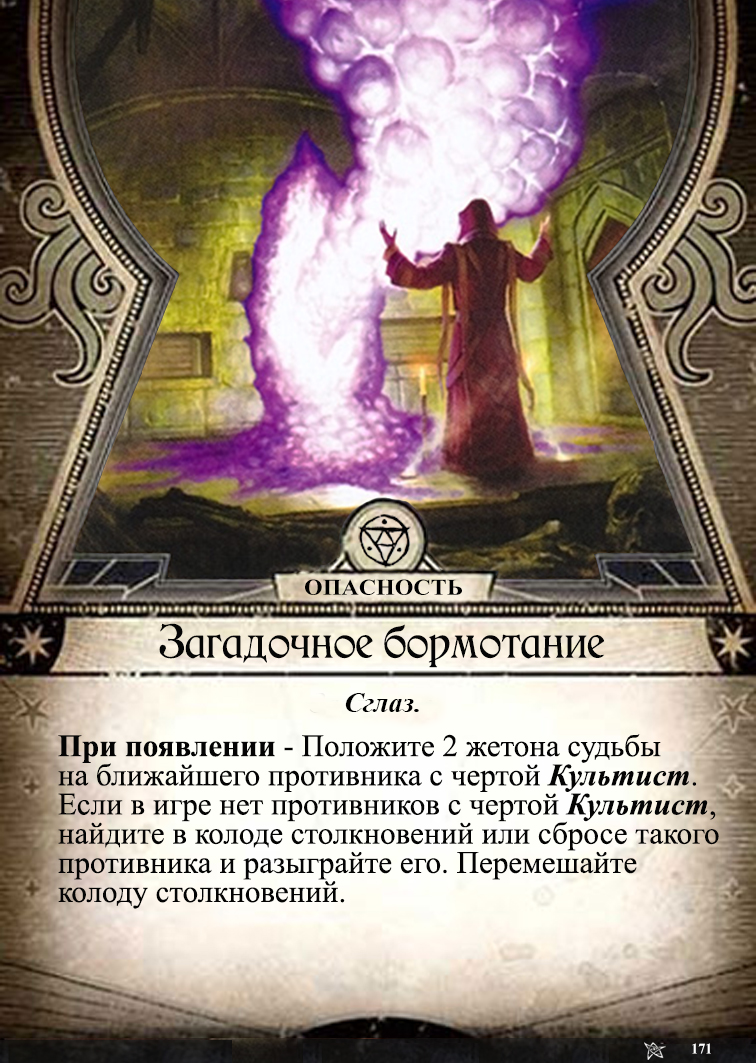 ОПАСНОСТЬ
Загадочное бормотание
Сглаз.
При появлении - Положите 2 жетона судьбы
на ближайшего противника с чертой Культист.
Если в игре нет противников с чертой Культист,
найдите в колоде столкновений или сбросе такого
противника и разыграйте его. Перемешайте
колоду столкновений.
171